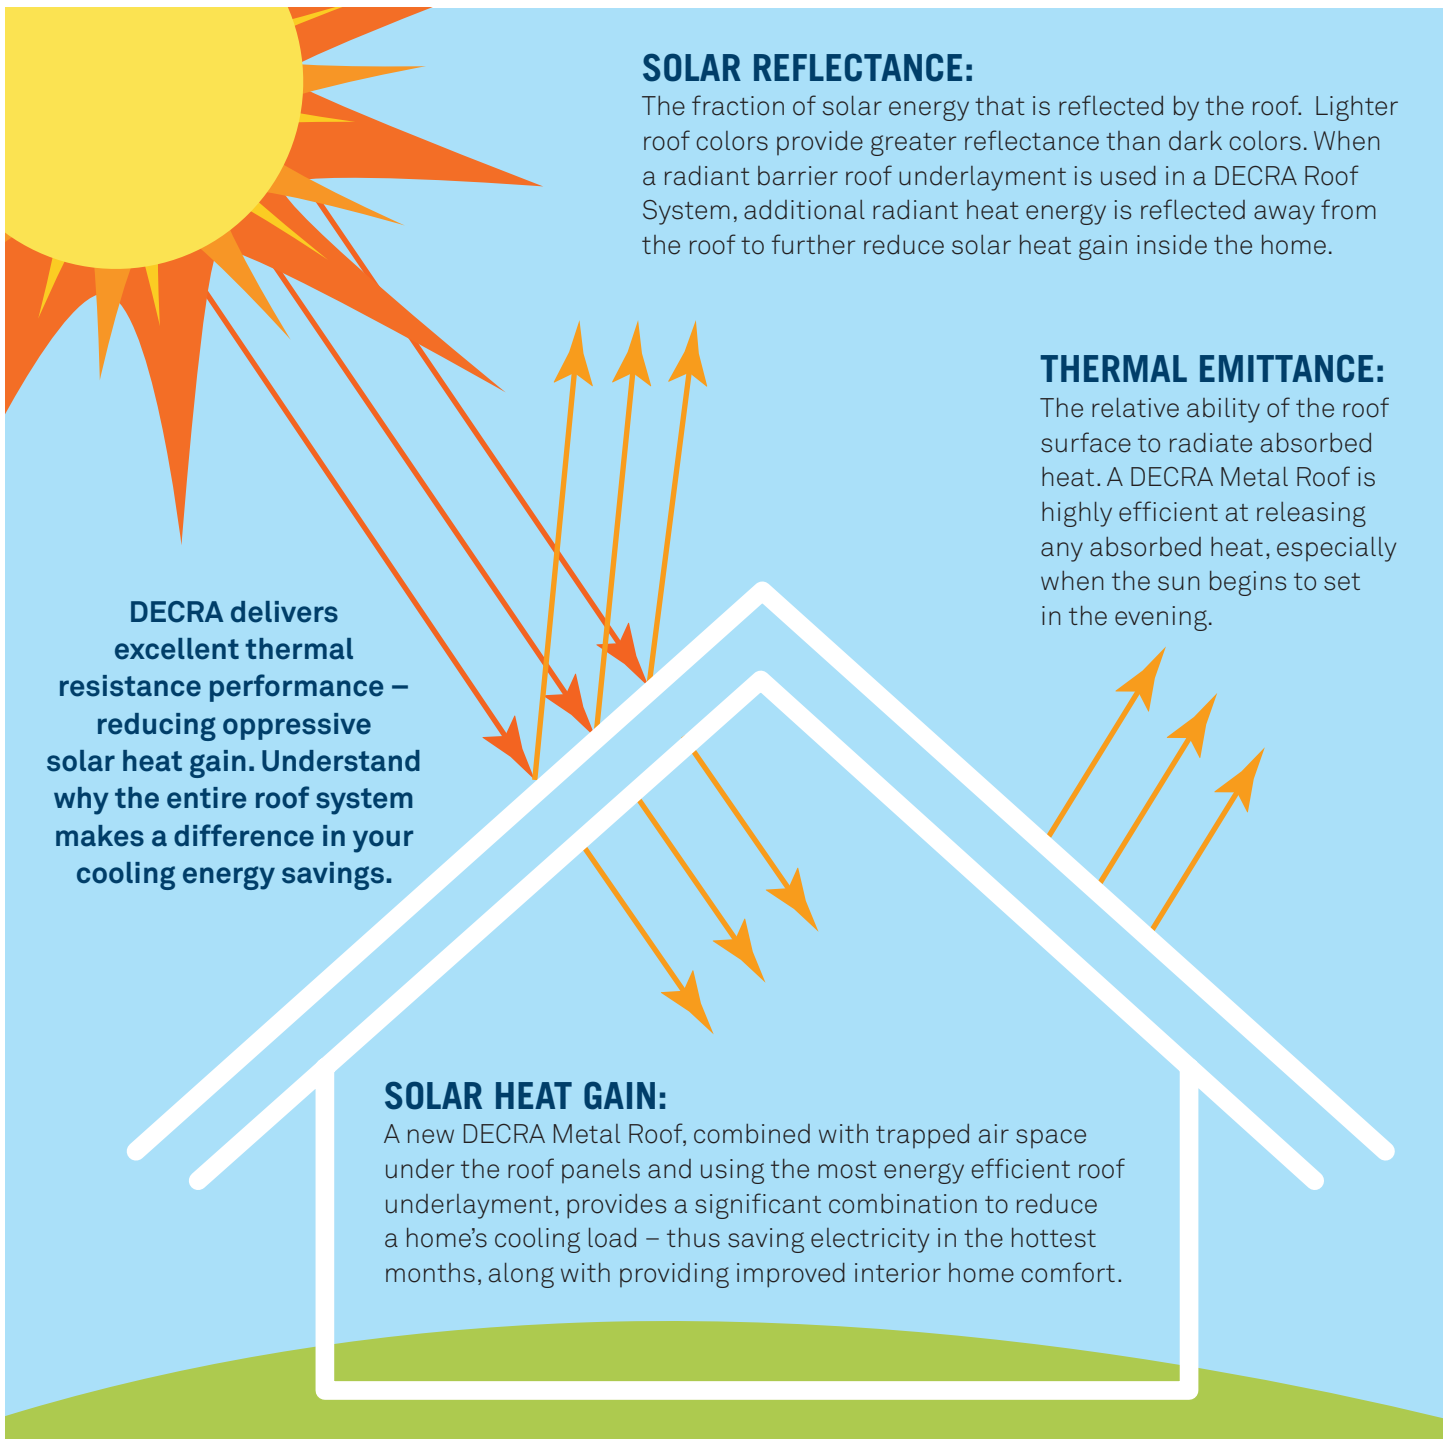 SOLAR REFLECTANCE:
The fraction of solar energy that is reflected by the roof. Lighter
roof colors provide greater reflectance than dark colors. When
a radiant barrier roof underlayment is used in a DECRA Roof
System, additional radiant heat energy is reflected away from
the roof to further reduce solar heat gain inside the home.
THERMAL EMITTANCE:
The relative ability of the roof
surface to radiate absorbed
heat. A DECRA Metal Roof is
highly efficient at releasing
any absorbed heat, especially
when the sun begins to set
in the evening.
DECRA delivers
excellent thermal
resistance performance –
reducing oppressive
solar heat gain. Understand
why the entire roof system
makes a difference in your
cooling energy savings.
SOLAR HEAT GAIN:
A new DECRA Metal Roof, combined with trapped air space
under the roof panels and using the most energy efficient roof
underlayment, provides a significant combination to reduce
a home’s cooling load – thus saving electricity in the hottest
months, along with providing improved interior home comfort.